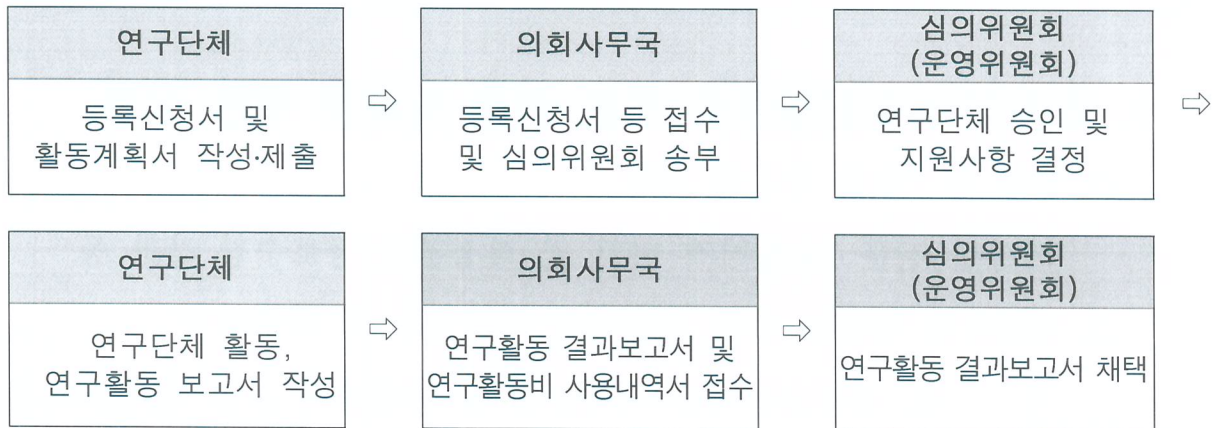 연구단체
등록신청서 및
활동계획서 작성·제출
⇨
의회사무국
등록신청서 등 접수
및 심의위원회 송부
⇨
심의위원회
(운영위원회)
연구단체 승인 및
지원사항 결정
⇨
연구단체
연구단체 활동,
연구활동 보고서 작성
⇨
의회사무국
연구활동 결과보고서 및
연구활동비 사용내역서 접수
⇨
심의위원회
(운영위원회)
연구활동 결과보고서 채택